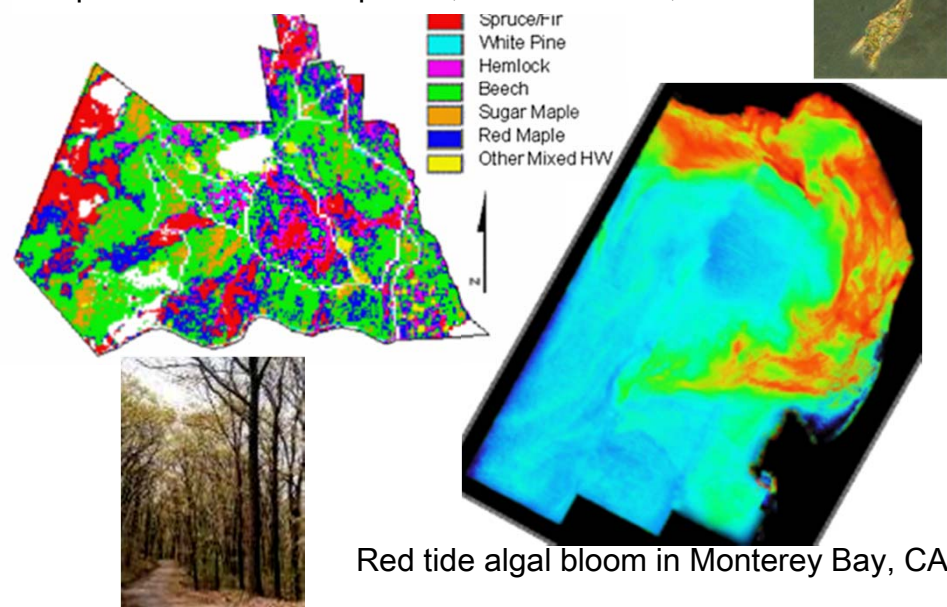 Spruce/Fir
White Pine
Hemlock
Beech
Sugar Maple
Red Maple
Other Mixed HW
N
Red tide algal bloom in Monterey Bay, CA